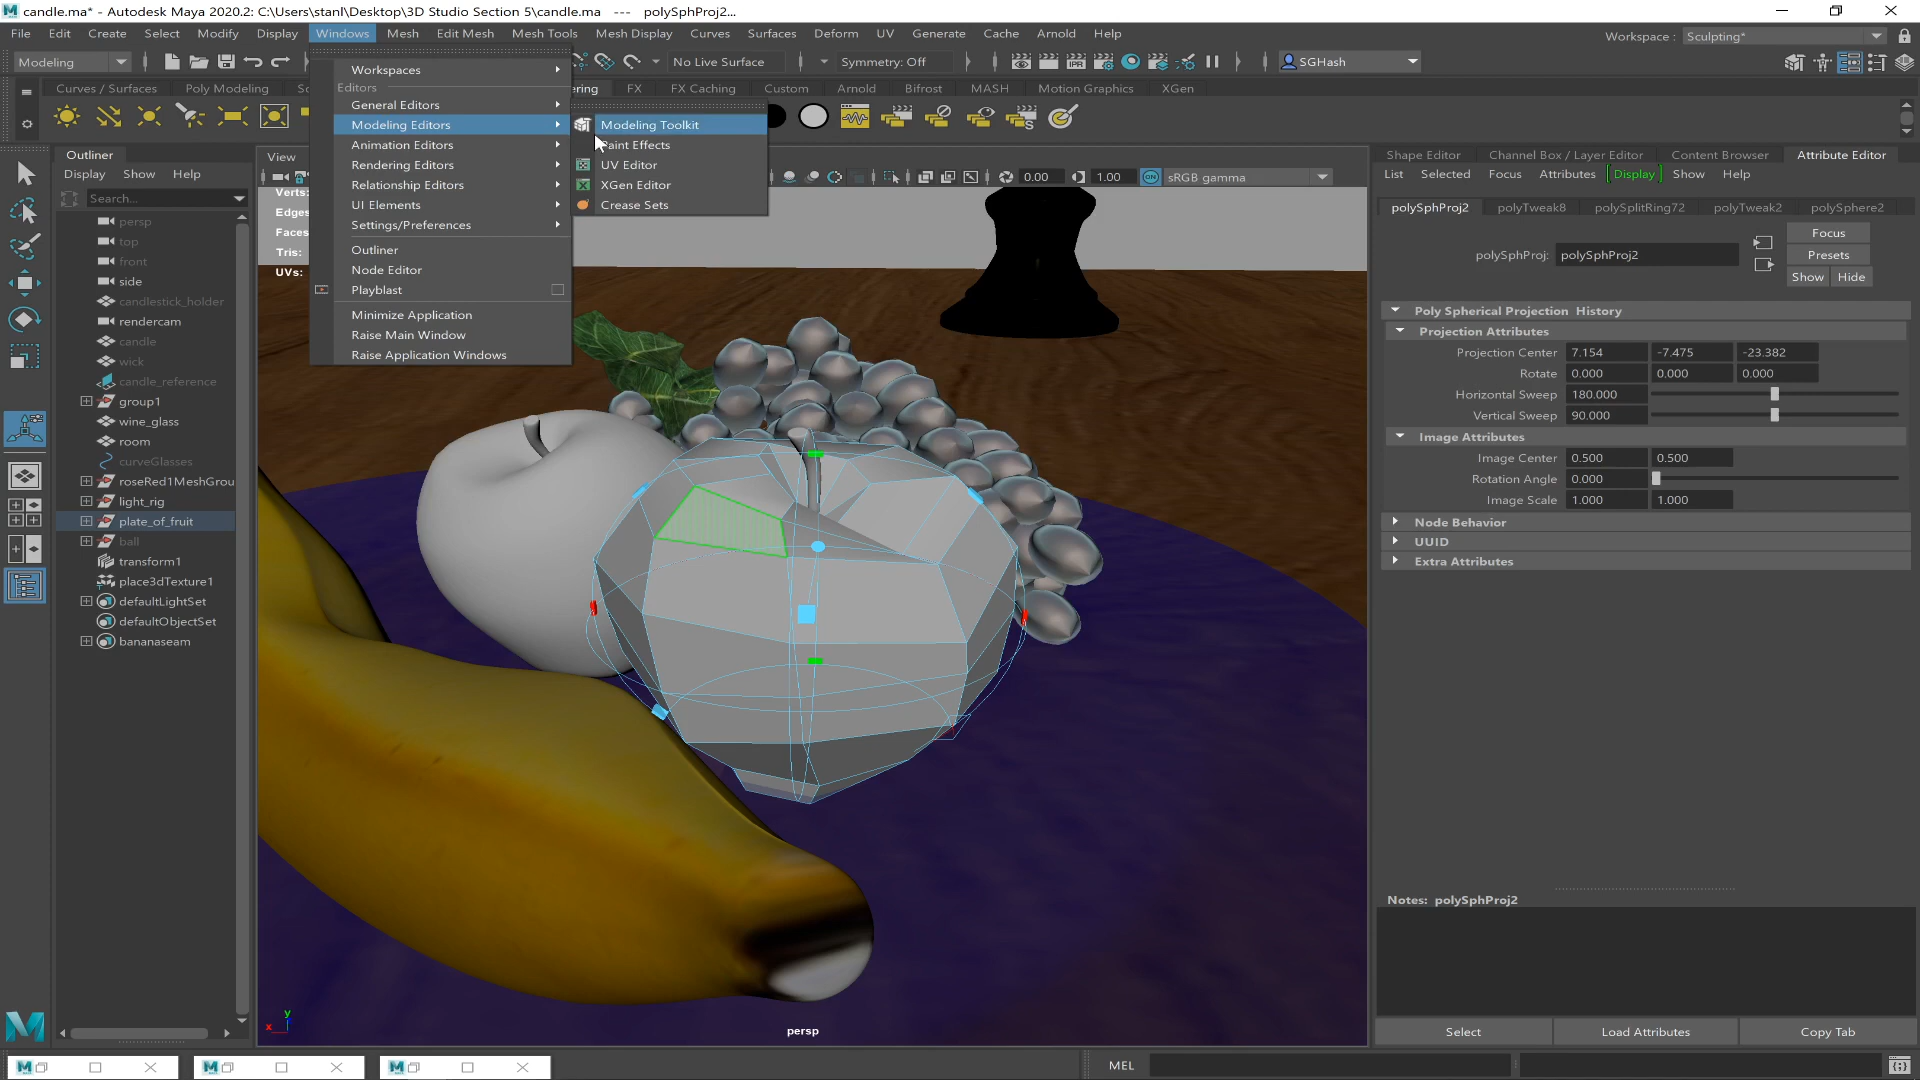 candle.ma* - Autodesk Maya 2020.2: C:\Users\stanl\Desktop\3D Studio Section 5\candle.ma --- polySphProj2...
File Edit Create Select Modify Display Windows Mesh Edit Mesh Mesh Tools Mesh Display Curves Surfaces Deform UV Generate Cache Arnold Help
Workspace : Sculpting*
Modeling
No Live Surface
Symmetry: Off
SGHash
Curves / Surfaces Poly Modeling
ering FX FX Caching Custom Arnold Bifrost MASH Motion Graphics XGen
Workspaces
Editors
General Editors
Modeling Editors
Animation Editors
Rendering Editors
Relationship Editors
UI Elements
Settings/Preferences
Outliner
Node Editor
Playblast
Minimize Application
Raise Main Window
Raise Application Windows
Modeling Toolkit
Paint Effects
UV Editor
XGen Editor
Crease Sets
Outliner
Display Show Help
Search...
persp
top
front
side
candlestick_holder
rendercam
candle
wick
candle_reference
group1
wine_glass
room
curveGlasses
roseRed1MeshGrou
light_rig
plate_of_fruit
ball
transform1
place3dTexture1
defaultLightSet
defaultObjectSet
bananaseam
View
0.00 1.00 ON sRGB gamma
Verts:
Edges
Faces
Tris:
UVs:
persp
y
x
Shape Editor Channel Box / Layer Editor Content Browser Attribute Editor
List Selected Focus Attributes Display Show Help
polySphProj2 polyTweak8 polySplitRing72 polyTweak2 polySphere2
Focus
polySphProj: polySphProj2
Presets
Show Hide
Poly Spherical Projection History
Projection Attributes
Projection Center 7.154 -7.475 -23.382
Rotate 0.000 0.000 0.000
Horizontal Sweep 180.000
Vertical Sweep 90.000
Image Attributes
Image Center 0.500 0.500
Rotation Angle 0.000
Image Scale 1.000 1.000
Node Behavior
UUID
Extra Attributes
Notes: polySphProj2
Select Load Attributes Copy Tab
MEL